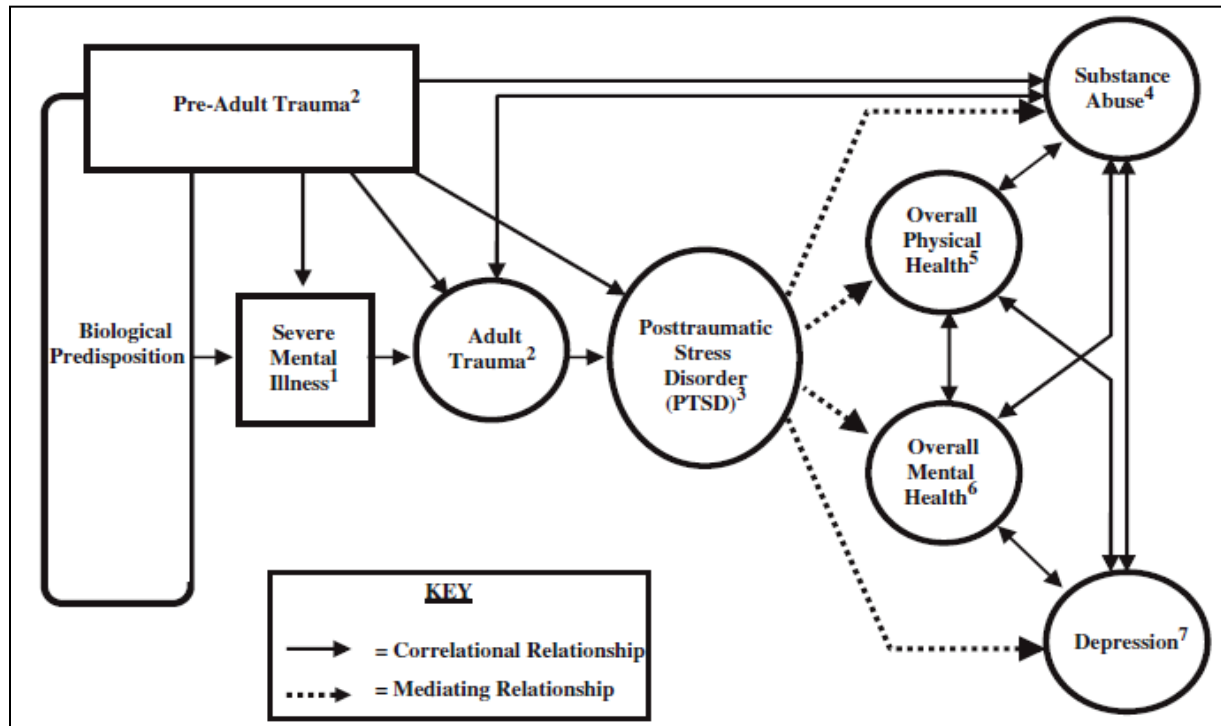 Pre-Adult Trauma2
Substance
Abuse4
Overall
Physical
Health5
Biological
Predisposition
Severe
Mental
Illness1
Adult
Trauma2
Posttraumatic
Stress
Disorder
(PTSD)3
Overall
Mental
Health6
Depression7
KEY
= Correlational Relationship
= Mediating Relationship